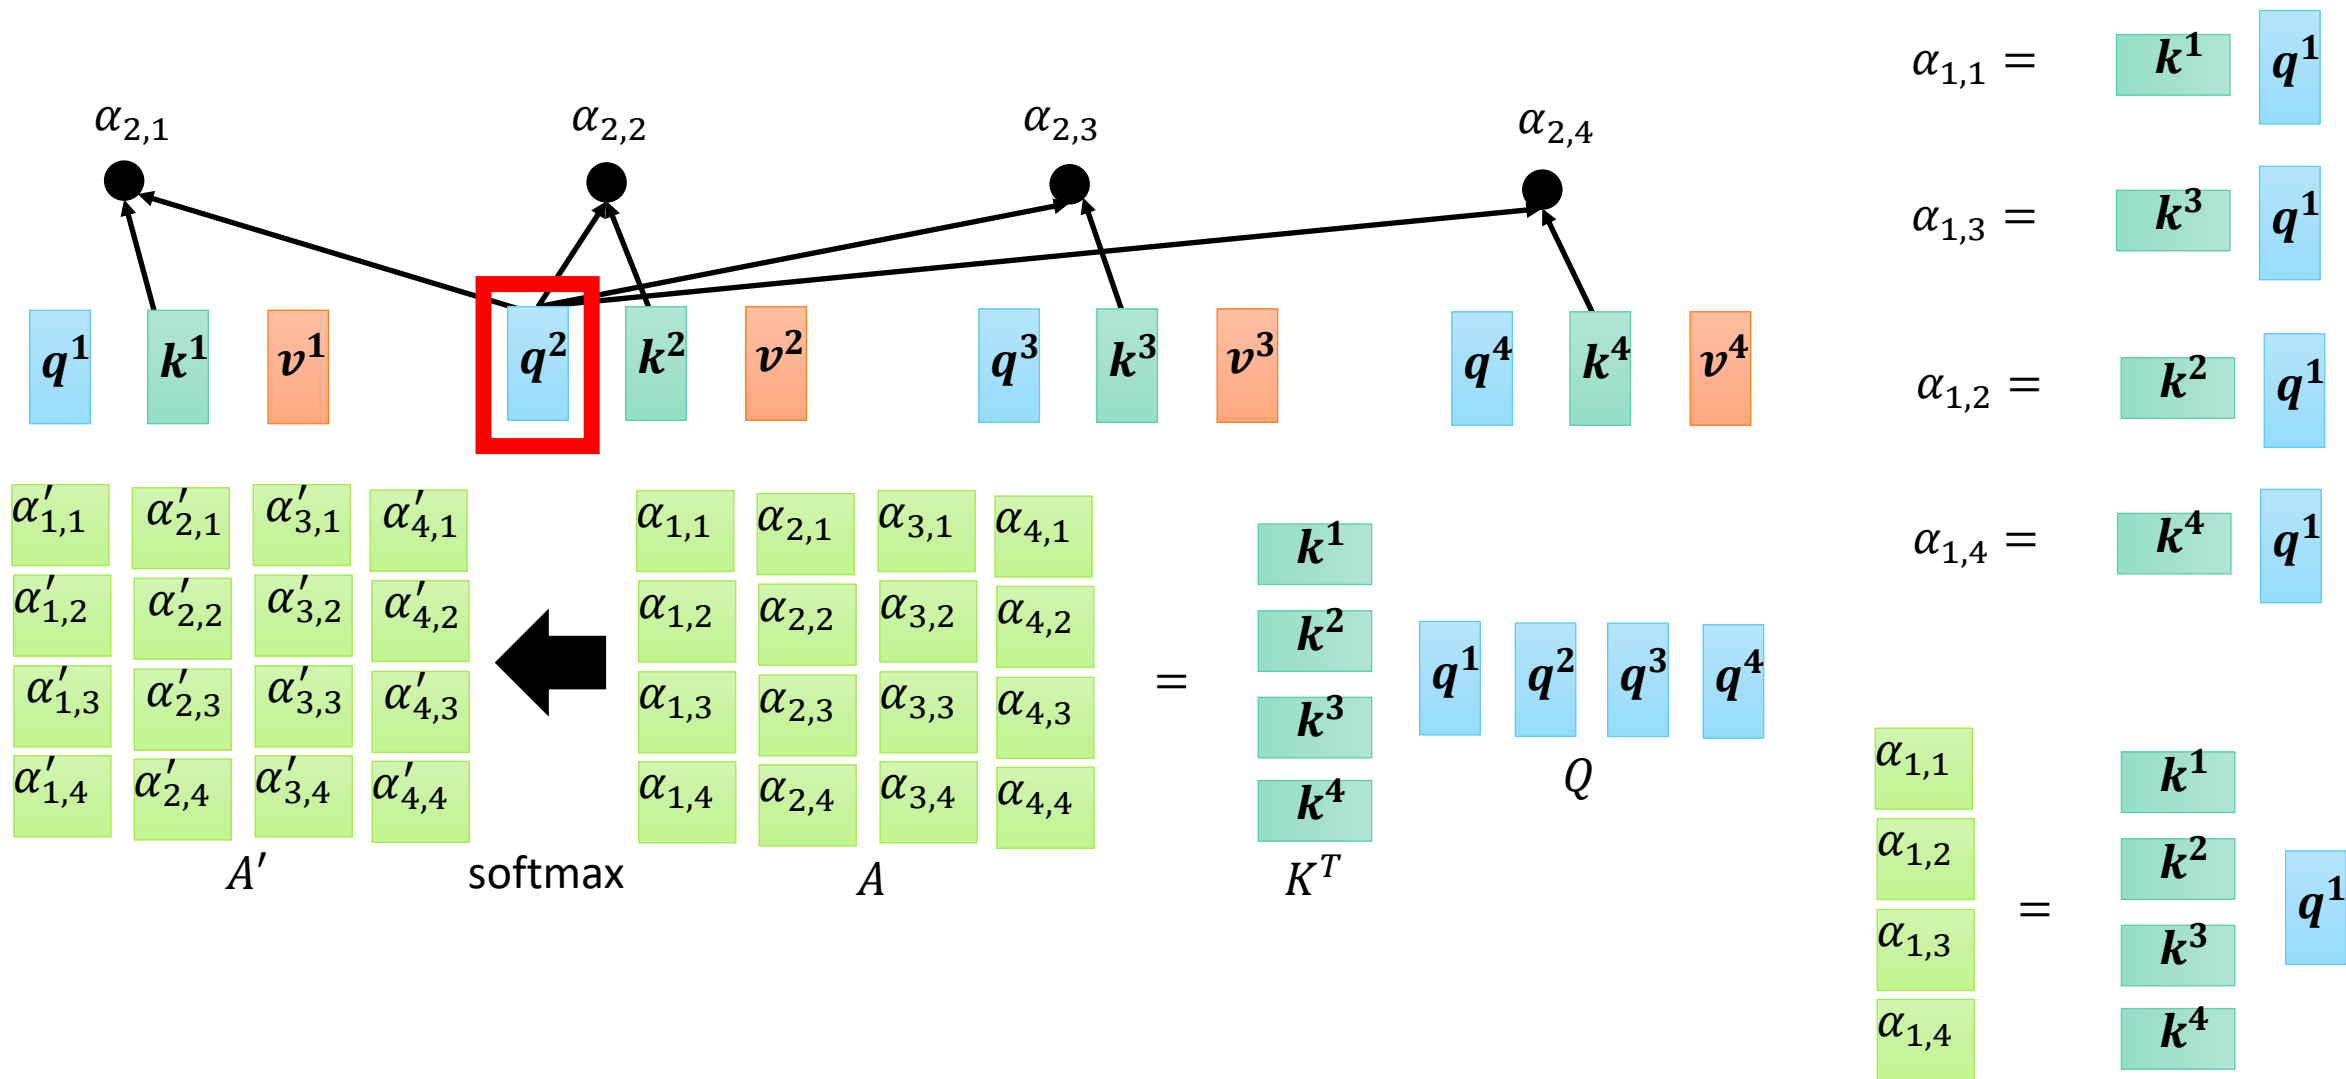 α2,1 α2,2 α2,3 α2,4
q¹ k¹ v¹ q² k² v² q³ k³ v³ q⁴ k⁴ v⁴
α′1,1 α′2,1 α′3,1 α′4,1
α′1,2 α′2,2 α′3,2 α′4,2
α′1,3 α′2,3 α′3,3 α′4,3
α′1,4 α′2,4 α′3,4 α′4,4
A′
softmax
α1,1 α2,1 α3,1 α4,1
α1,2 α2,2 α3,2 α4,2
α1,3 α2,3 α3,3 α4,3
α1,4 α2,4 α3,4 α4,4
A
=
k¹
k²
k³
k⁴
Kᵀ
q¹ q² q³ q⁴
Q
α1,1 = k¹ q¹
α1,3 = k³ q¹
α1,2 = k² q¹
α1,4 = k⁴ q¹
α1,1
α1,2
α1,3
α1,4
=
k¹
k²
k³
k⁴
q¹